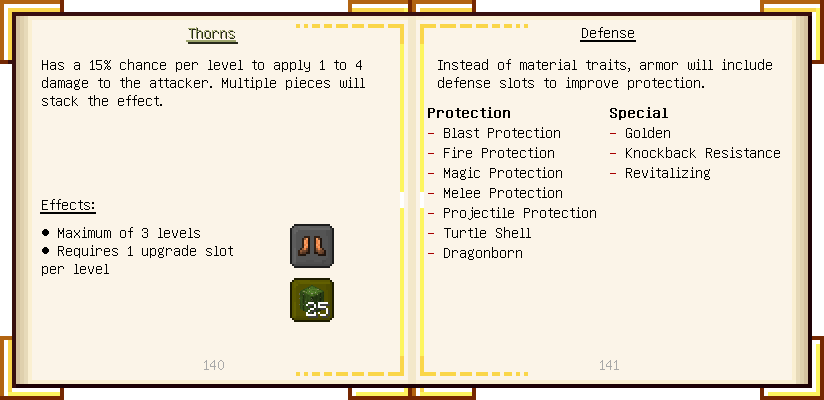 Thorns
Has a 15% chance per level to apply 1 to 4
damage to the attacker. Multiple pieces will
stack the effect.
Effects:
● Maximum of 3 levels
● Requires 1 upgrade slot
per level
25
140
Defense
Instead of material traits, armor will include
defense slots to improve protection.
Protection
- Blast Protection
- Fire Protection
- Magic Protection
- Melee Protection
- Projectile Protection
- Turtle Shell
- Dragonborn
Special
- Golden
- Knockback Resistance
- Revitalizing
141